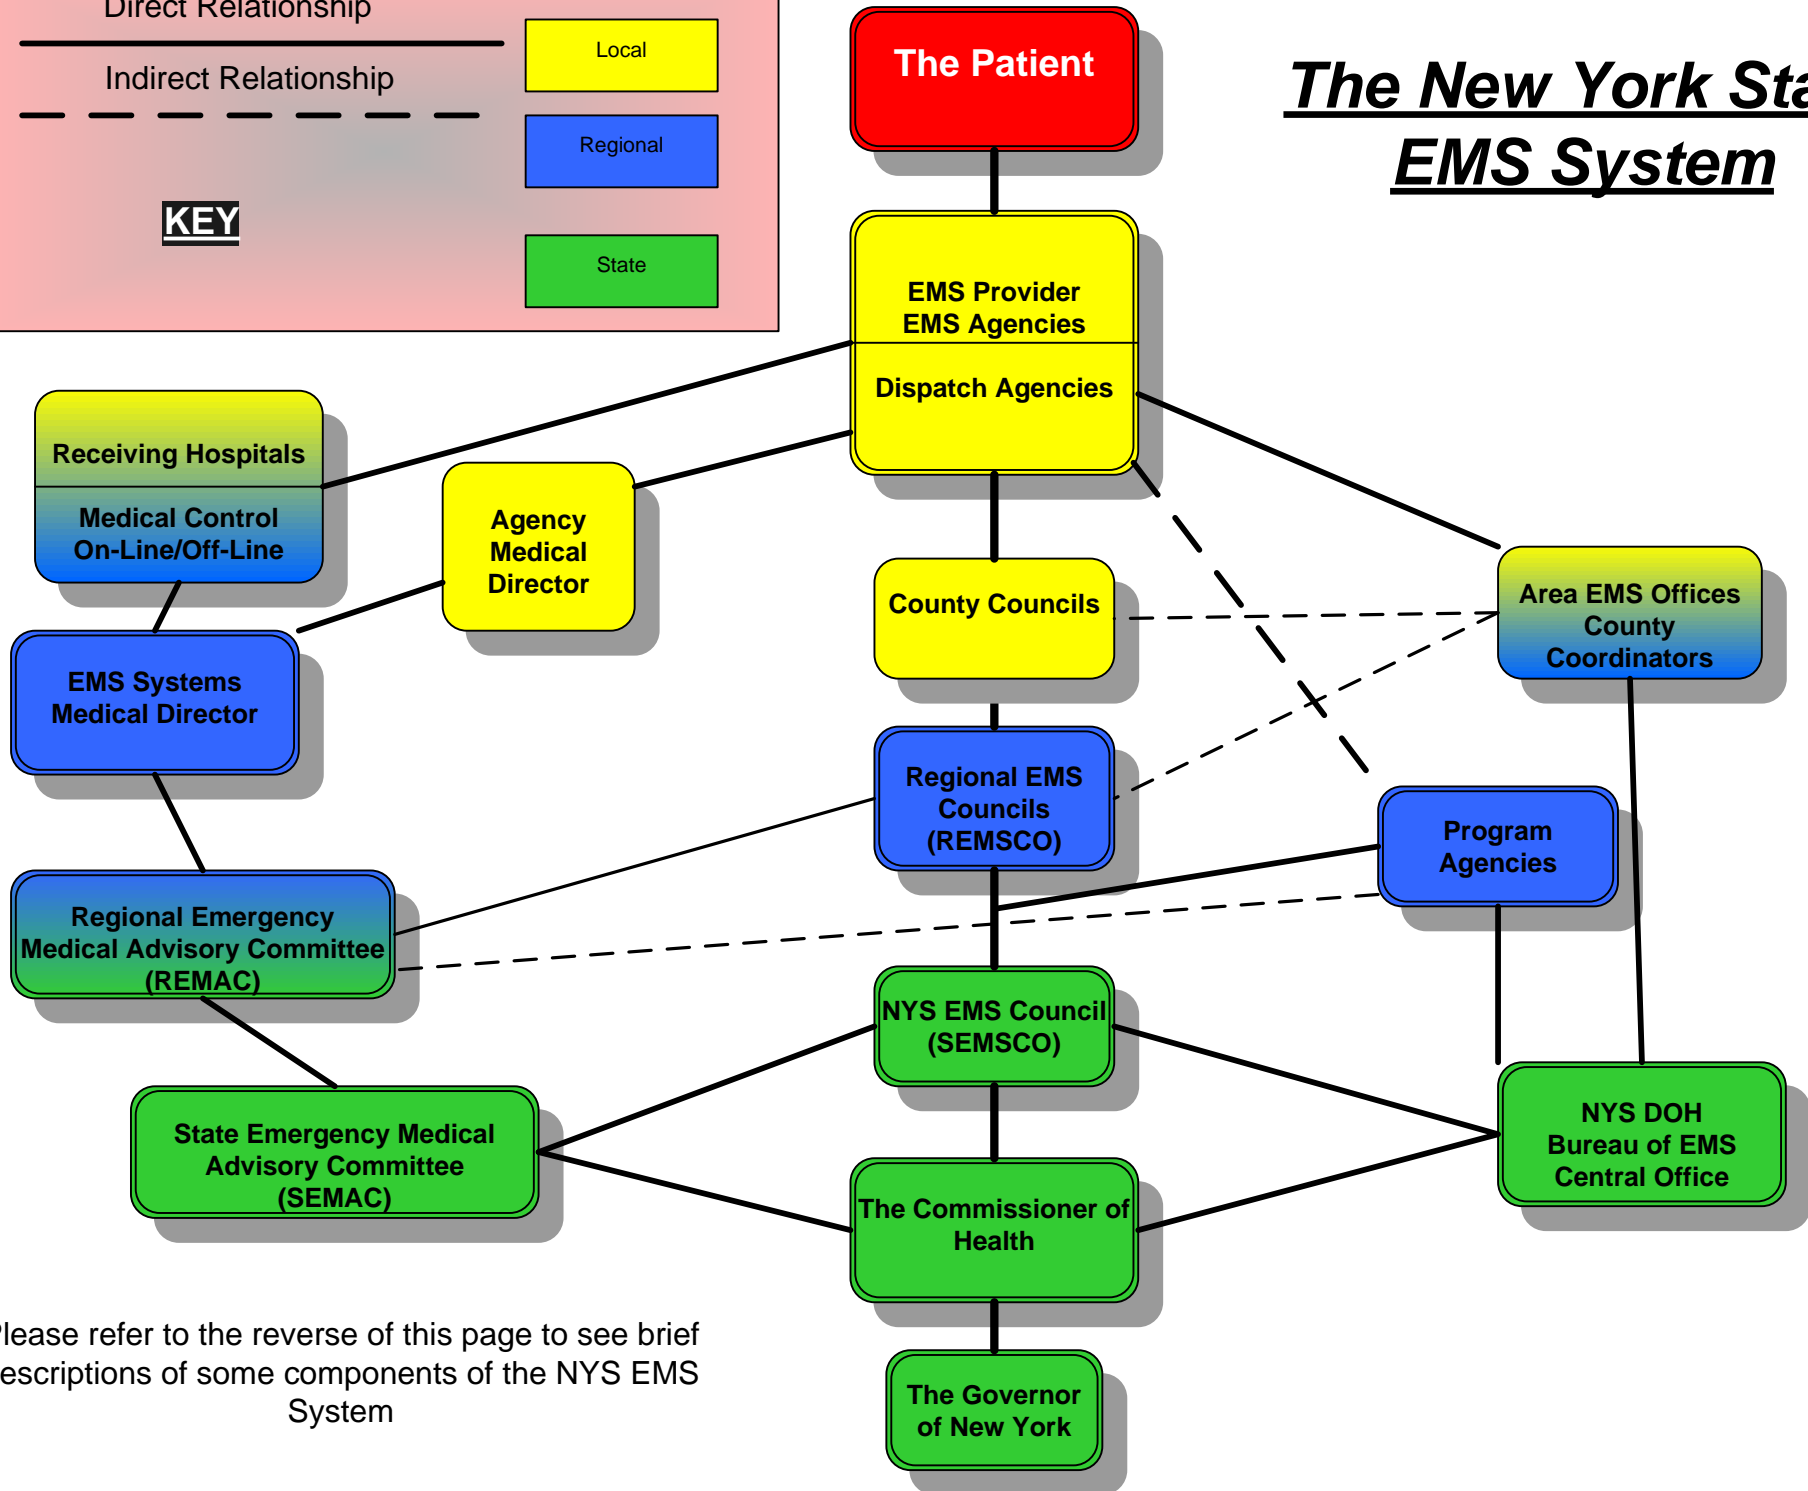 Direct Relationship
Indirect Relationship
KEY
Local
Regional
State
The Patient
The New York
EMS System
EMS Provider
EMS Agencies
Dispatch Agencies
Receiving Hospitals
Medical Control
On-Line/Off-Line
Agency
Medical
Director
County Councils
Area EMS Offices
County
Coordinators
EMS Systems
Medical Director
Regional EMS
Councils
(REMSCO)
Program
Agencies
Regional Emergency
Medical Advisory Committee
(REMAC)
NYS EMS Council
(SEMSCO)
State Emergency Medical
Advisory Committee
(SEMAC)
NYS DOH
Bureau of EMS
Central Office
The Commissioner of
Health
The Governor
of New York
lease refer to the reverse of this page to see brief
escriptions of some components of the NYS EMS
System